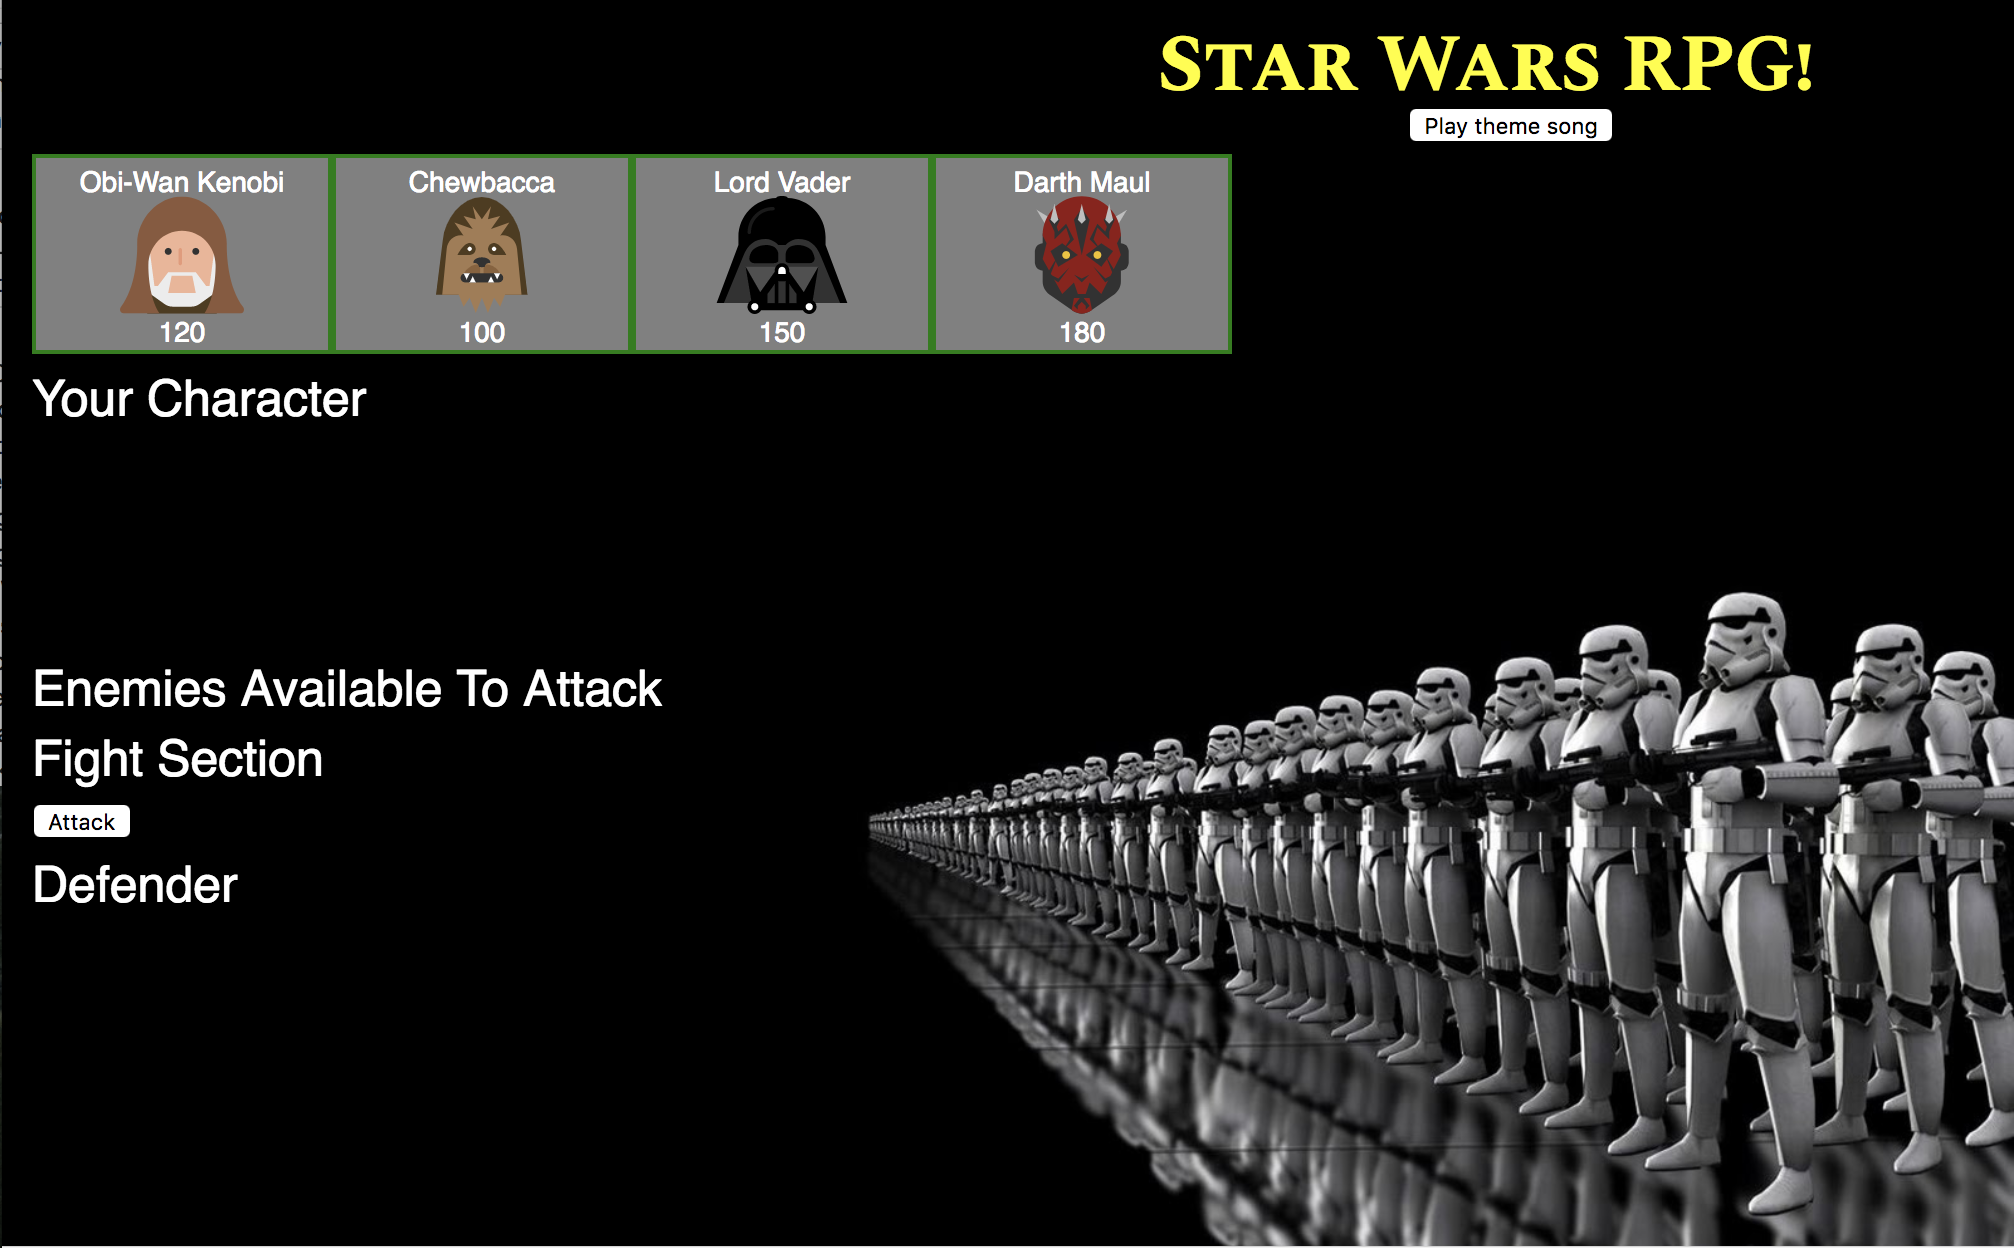 Star Wars RPG!
Play theme song
Obi-Wan Kenobi
Chewbacca
Lord Vader
Darth Maul
120
100
150
180
Your Character
Enemies Available To Attack
Fight Section
Attack
Defender